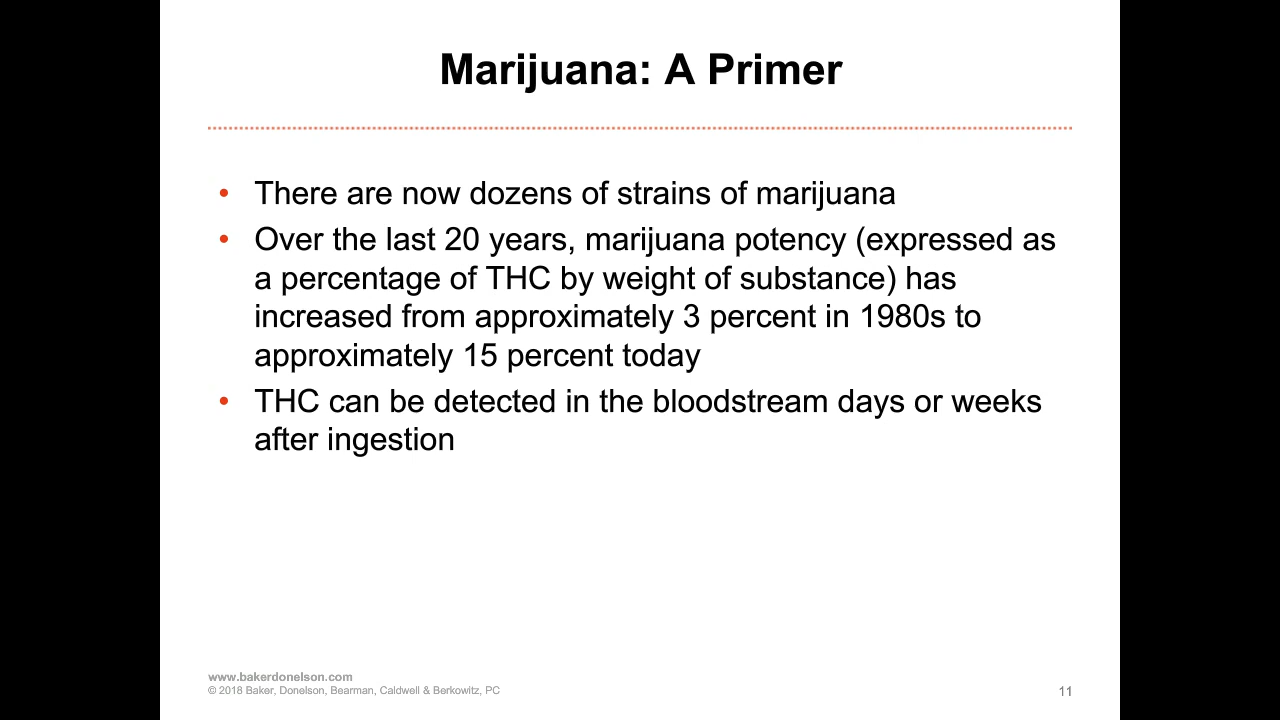 Marijuana: A Primer
• There are now dozens of strains of marijuana
• Over the last 20 years, marijuana potency (expressed as
a percentage of THC by weight of substance) has
increased from approximately 3 percent in 1980s to
approximately 15 percent today
• THC can be detected in the bloodstream days or weeks
after ingestion
www.bakerdonelson.com
© 2018 Baker, Donelson, Bearman, Caldwell & Berkowitz, PC
11